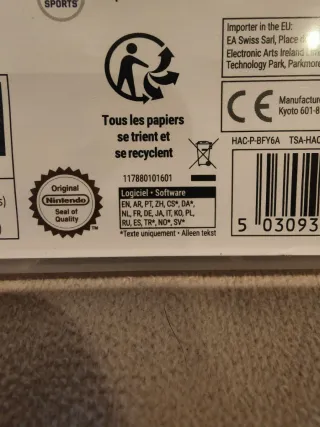 SPORTS
Importer in the EU:
EA Swiss Sarl, Place d
Electronic Arts Ireland
Technology Park, Parkmore
Tous les papiers
se trient et
se recyclent
CE
Manufacture
Kyoto 601-8
HAC-P-BFY6A TSA-HAC
117880101601
Logiciel • Software
EN, AR, PT, ZH, CS*, DA*,
NL, FR, DE, JA, IT, KO, PL,
RU, ES, TR*, NO*, SV*
*Texte uniquement • Alleen tekst
Original
Nintendo
Seal of
Quality
TM
s)
)
5 03093